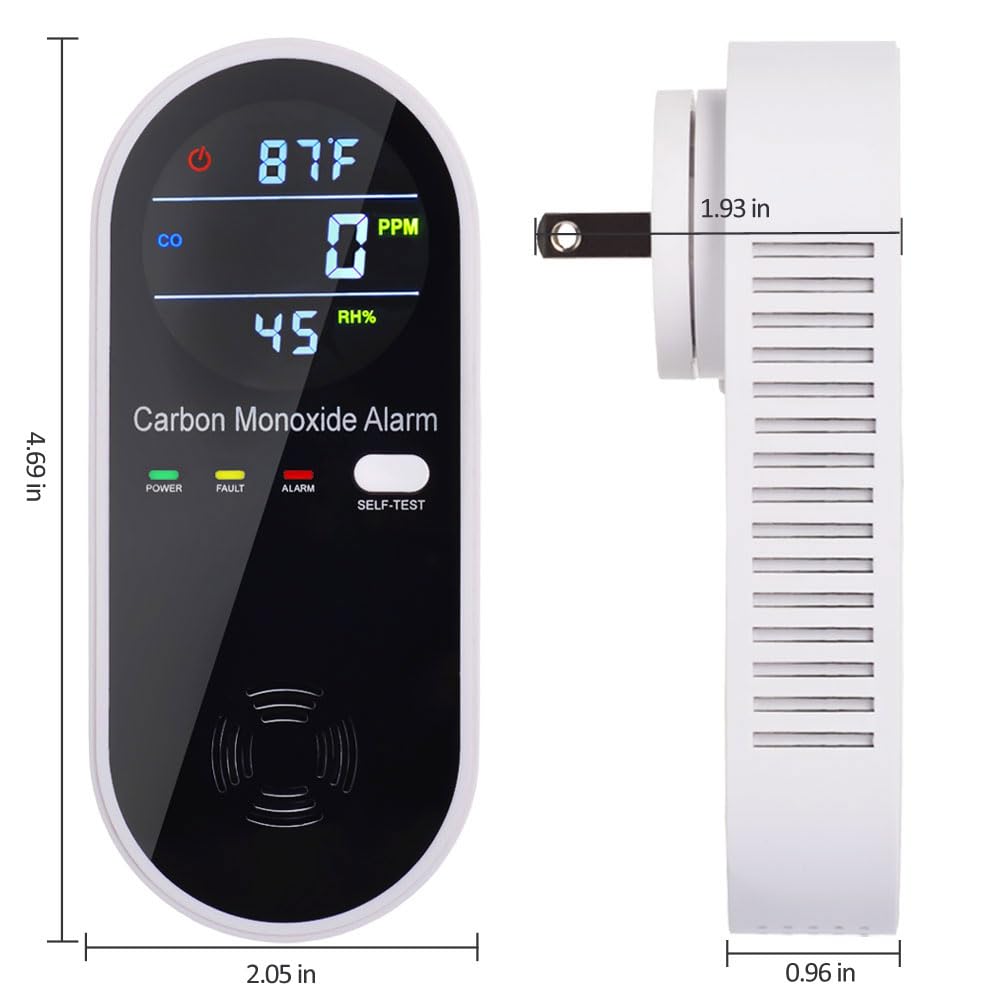 87°F
CO 0 PPM
45 RH%
Carbon Monoxide Alarm
POWER FAULT ALARM
SELF-TEST
4.69 in
2.05 in
1.93 in
0.96 in